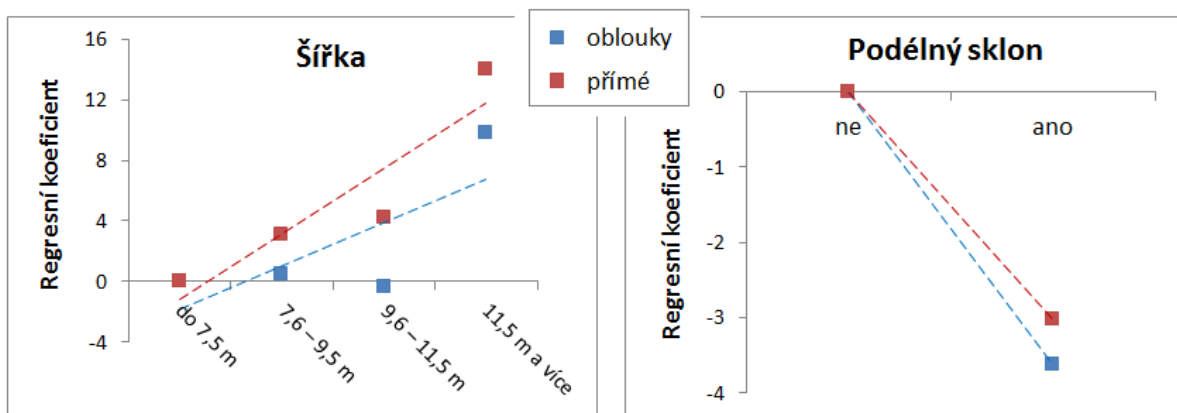 Šířka
Regresní koeficient
16
12
8
4
0
-4
do 7,5 m
7,6 – 9,5 m
9,6 – 11,5 m
11,5 m a více
oblouky
přímé
Podélný sklon
Regresní koeficient
0
-1
-2
-3
-4
ne
ano